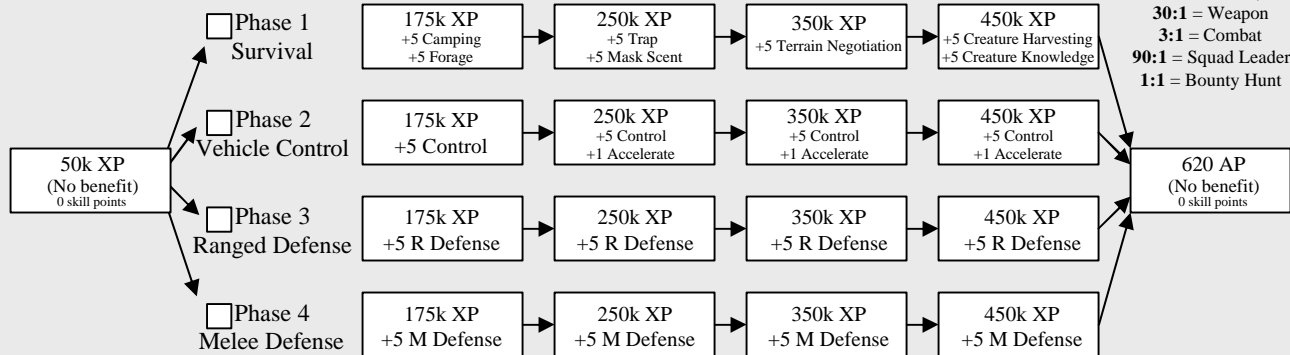 30:1 = Weapon
3:1 = Combat
90:1 = Squad Leader
1:1 = Bounty Hunt
Phase 1
Survival
175k XP
+5 Camping
+5 Forage
250k XP
+5 Trap
+5 Mask Scent
350k XP
+5 Terrain Negotiation
450k XP
+5 Creature Harvesting
+5 Creature Knowledge
50k XP
(No benefit)
0 skill points
Phase 2
Vehicle Control
175k XP
+5 Control
250k XP
+5 Control
+1 Accelerate
350k XP
+5 Control
+1 Accelerate
450k XP
+5 Control
+1 Accelerate
620 AP
(No benefit)
0 skill points
Phase 3
Ranged Defense
175k XP
+5 R Defense
250k XP
+5 R Defense
350k XP
+5 R Defense
450k XP
+5 R Defense
Phase 4
Melee Defense
175k XP
+5 M Defense
250k XP
+5 M Defense
350k XP
+5 M Defense
450k XP
+5 M Defense